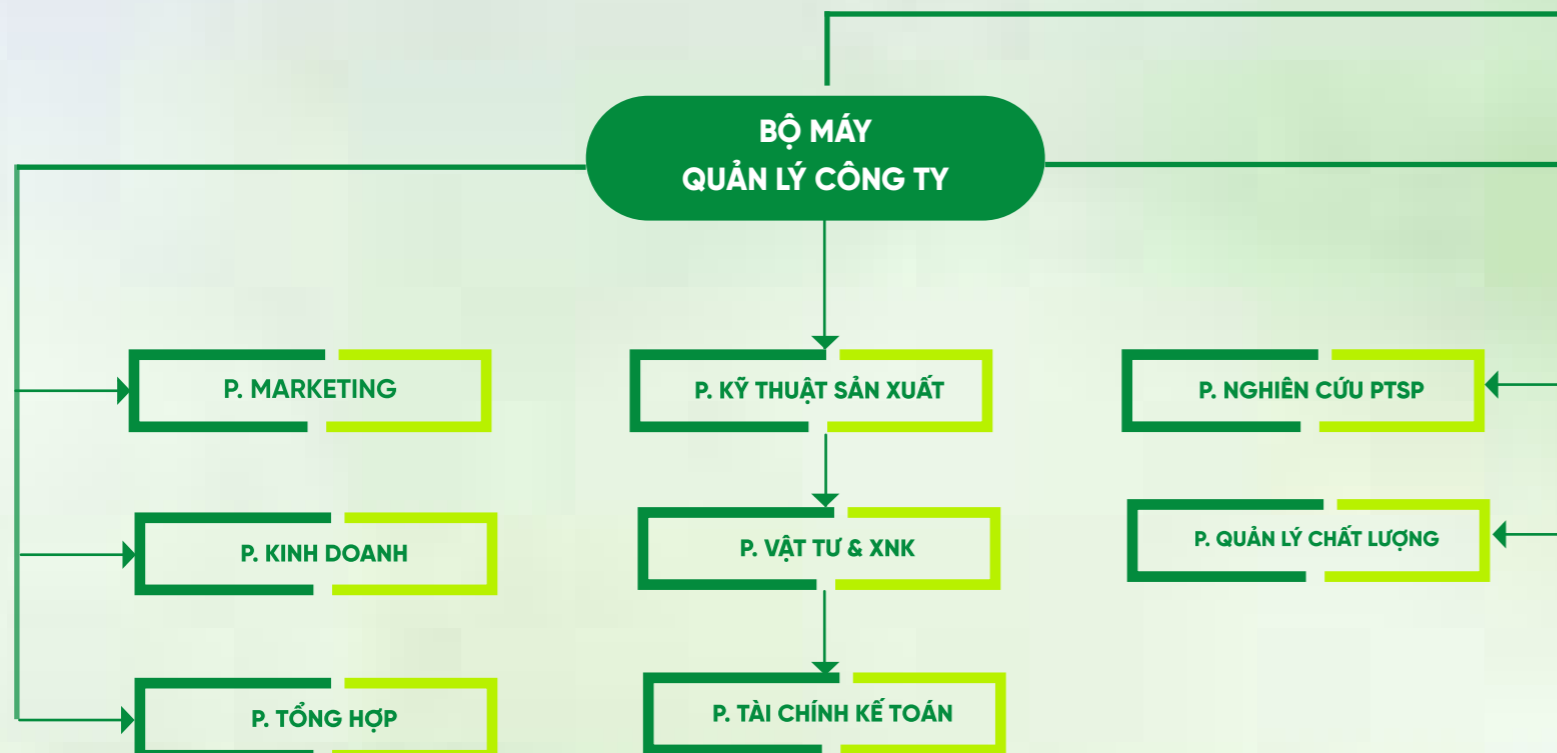 BỘ MÁY
QUẢN LÝ CÔNG TY
P. MARKETING
P. KỸ THUẬT SẢN XUẤT
P. NGHIÊN CỨU PTSP
P. KINH DOANH
P. VẬT TƯ & XNK
P. QUẢN LÝ CHẤT LƯỢNG
P. TỔNG HỢP
P. TÀI CHÍNH KẾ TOÁN